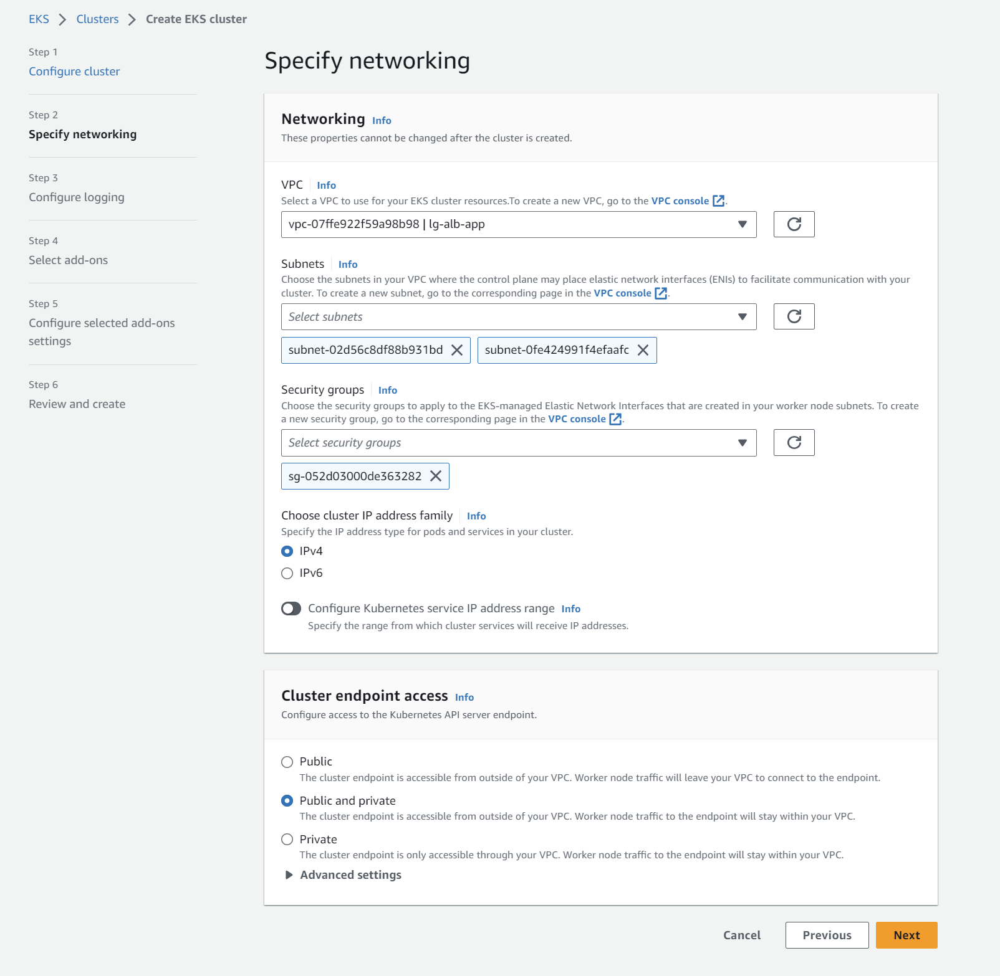 EKS > Clusters > Create EKS cluster
Step 1
Configure cluster
Step 2
Specify networking
Step 3
Configure logging
Step 4
Select add-ons
Step 5
Configure selected add-ons
settings
Step 6
Review and create
Specify networking
Networking Info
These properties cannot be changed after the cluster is created.
VPC Info
Select a VPC to use for your EKS cluster resources.To create a new VPC, go to the VPC console.
vpc-07ffe922f59a98b98 | lg-alb-app
Subnets Info
Choose the subnets in your VPC where the control plane may place elastic network interfaces (ENIs) to facilitate communication with your
cluster. To create a new subnet, go to the corresponding page in the VPC console.
Select subnets
subnet-02d56c8df88b931bd subnet-0fe424991f4efaafc
Security groups Info
Choose the security groups to apply to the EKS-managed Elastic Network Interfaces that are created in your worker node subnets. To create
a new security group, go to the corresponding page in the VPC console.
Select security groups
sg-052d03000de363282
Choose cluster IP address family Info
Specify the IP address type for pods and services in your cluster.
IPv4
IPv6
Configure Kubernetes service IP address range Info
Specify the range from which cluster services will receive IP addresses.
Cluster endpoint access Info
Configure access to the Kubernetes API server endpoint.
Public
The cluster endpoint is accessible from outside of your VPC. Worker node traffic will leave your VPC to connect to the endpoint.
Public and private
The cluster endpoint is accessible from outside of your VPC. Worker node traffic to the endpoint will stay within your VPC.
Private
The cluster endpoint is only accessible through your VPC. Worker node traffic to the endpoint will stay within your VPC.
Advanced settings
Cancel Previous Next